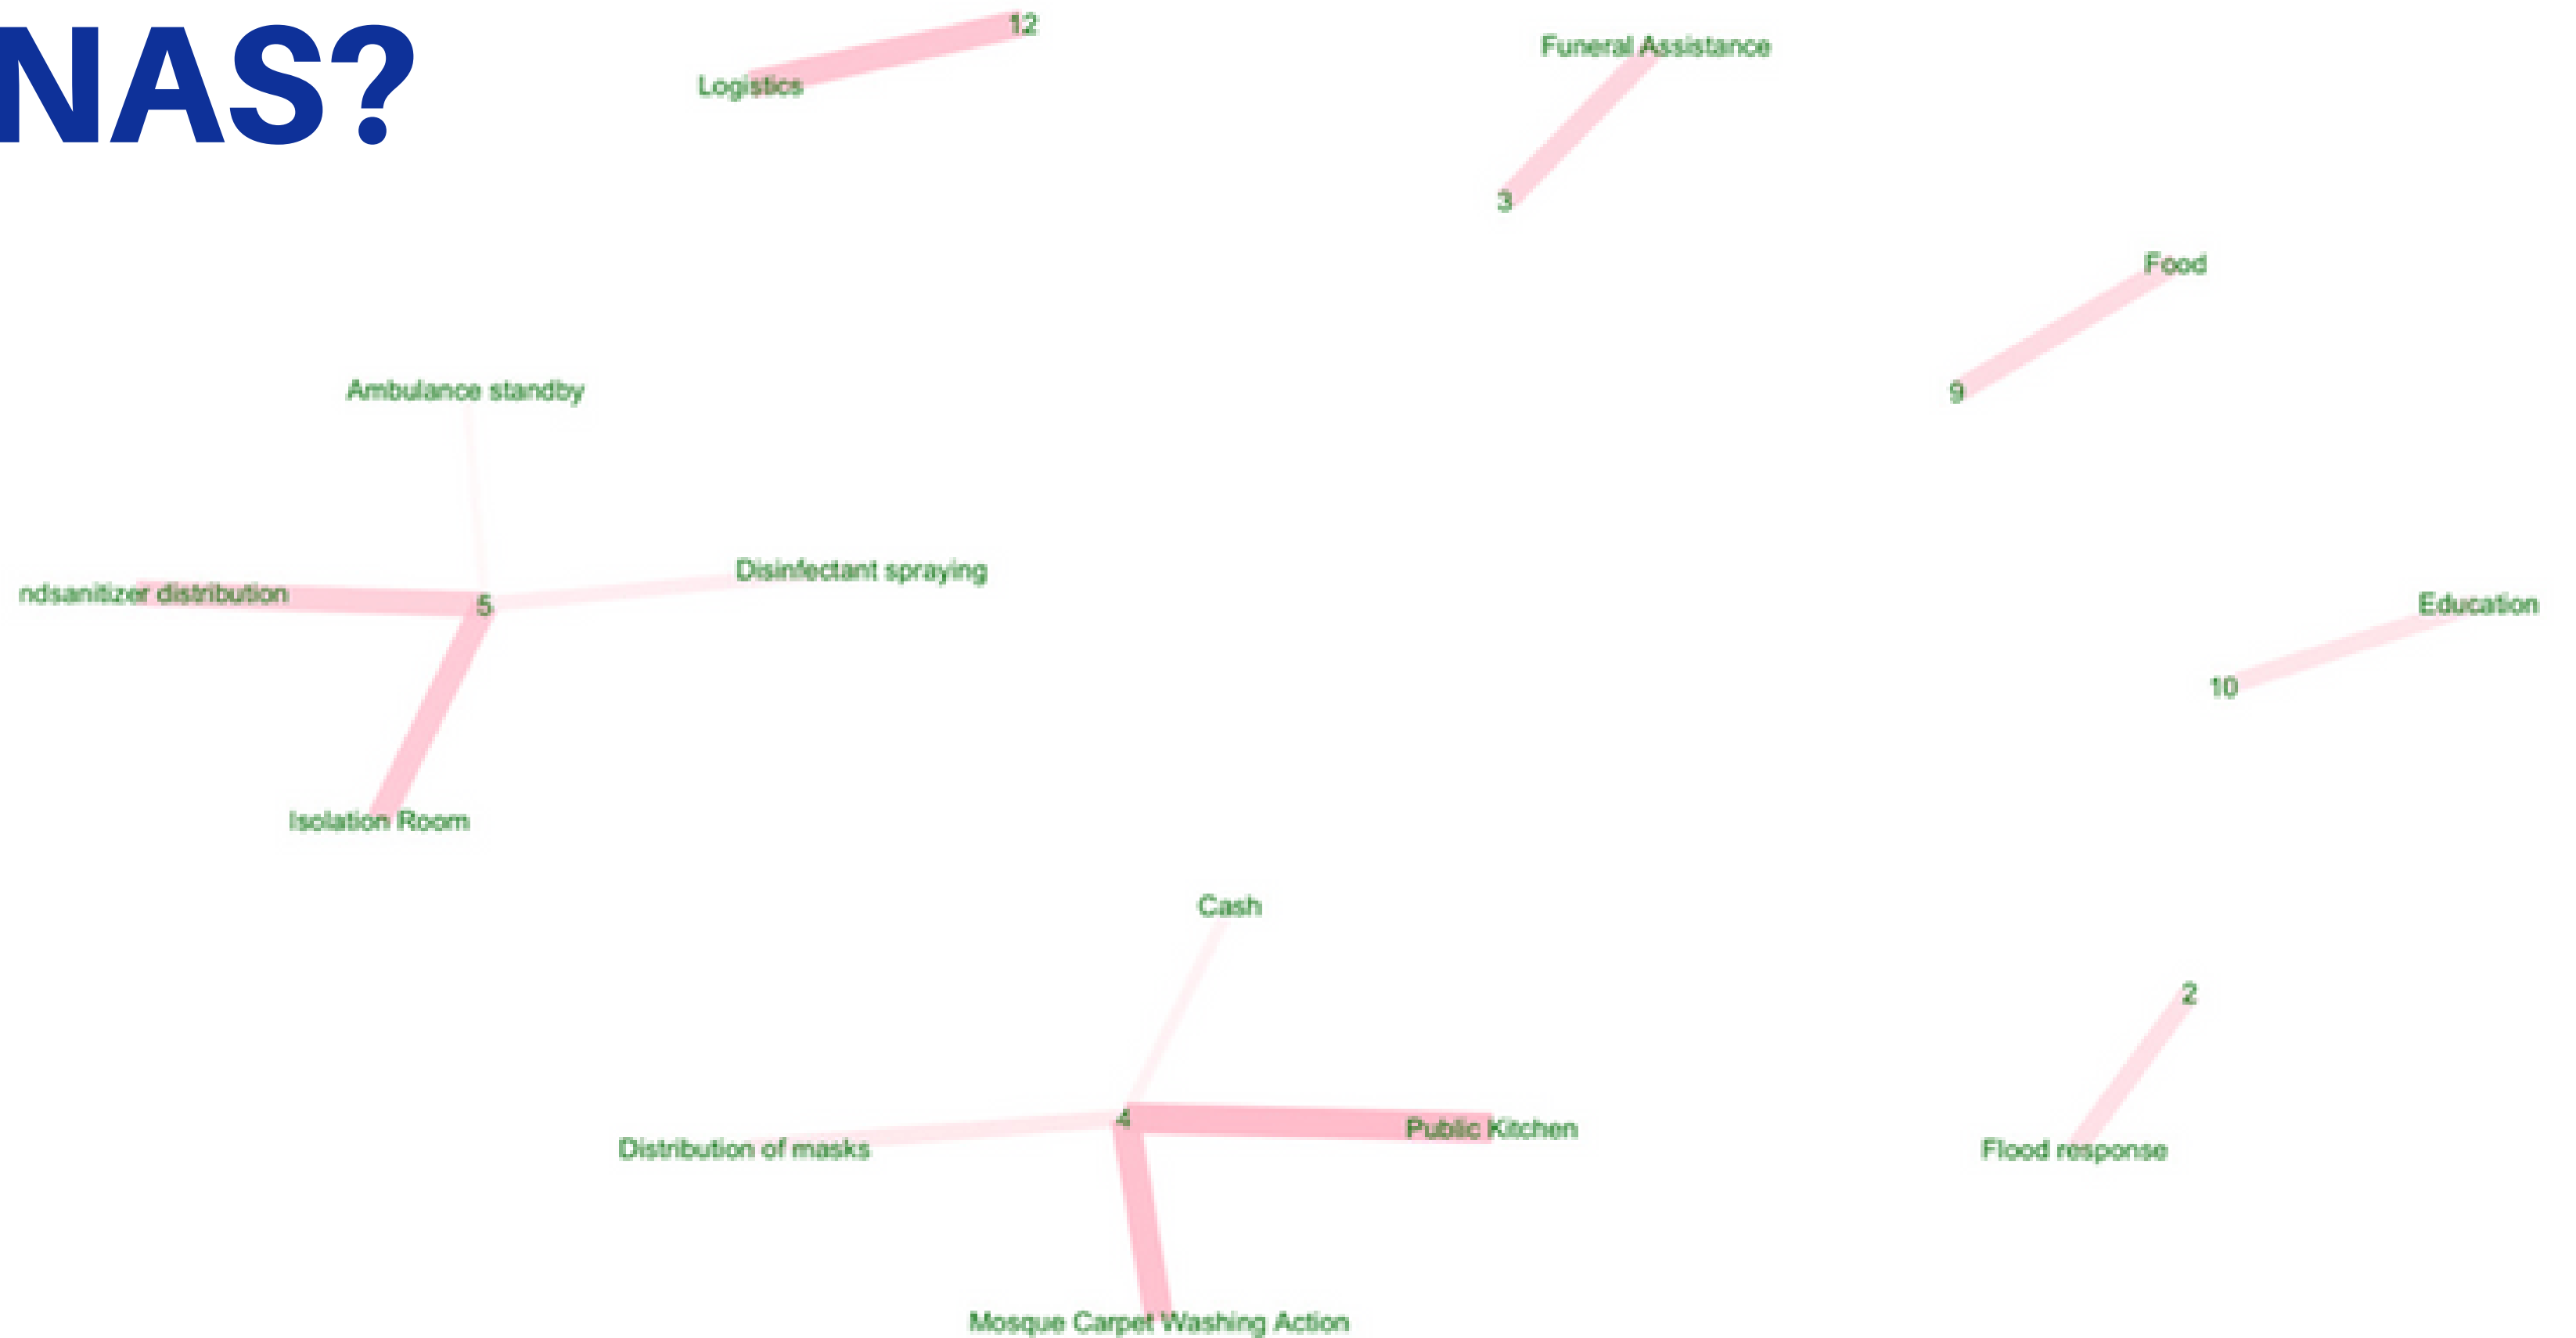 NAS?
12
Logistics
Funeral Assistance
3
Food
9
Ambulance standby
Disinfectant spraying
ndsanitizer distribution
5
Education
10
Isolation Room
Cash
2
4
Public Kitchen
Distribution of masks
Flood response
Mosque Carpet Washing Action